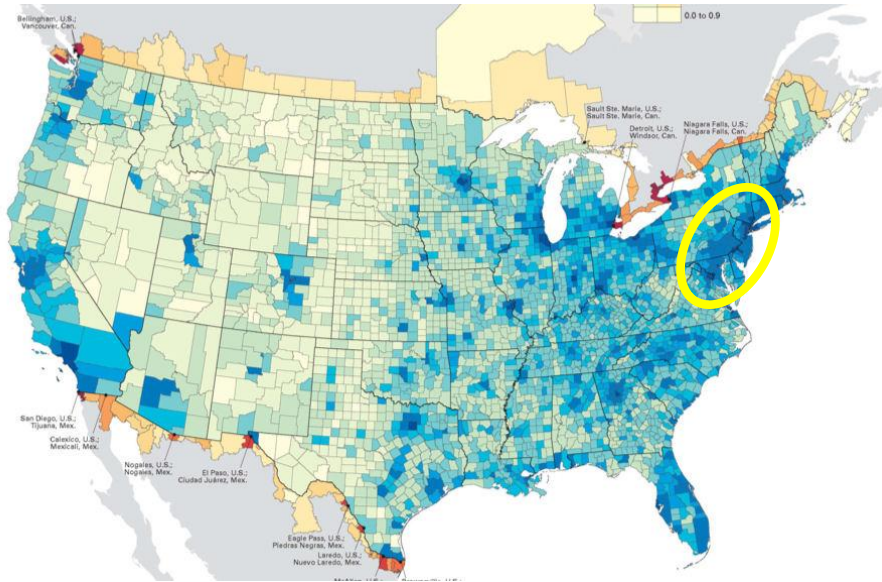 Bellingham, U.S.;
Vancouver, Can.
0.0 to 0.9
Sault Ste. Marie, U.S.;
Sault Ste. Marie, Can.
Detroit, U.S.;
Windsor, Can.
Niagara Falls, U.S.;
Niagara Falls, Can.
San Diego, U.S.;
Tijuana, Mex.
Calexico, U.S.;
Mexicali, Mex.
Nogales, U.S.;
Nogales, Mex.
El Paso, U.S.;
Ciudad Juárez, Mex.
Eagle Pass, U.S.;
Piedras Negras, Mex.
Laredo, U.S.;
Nuevo Laredo, Mex.